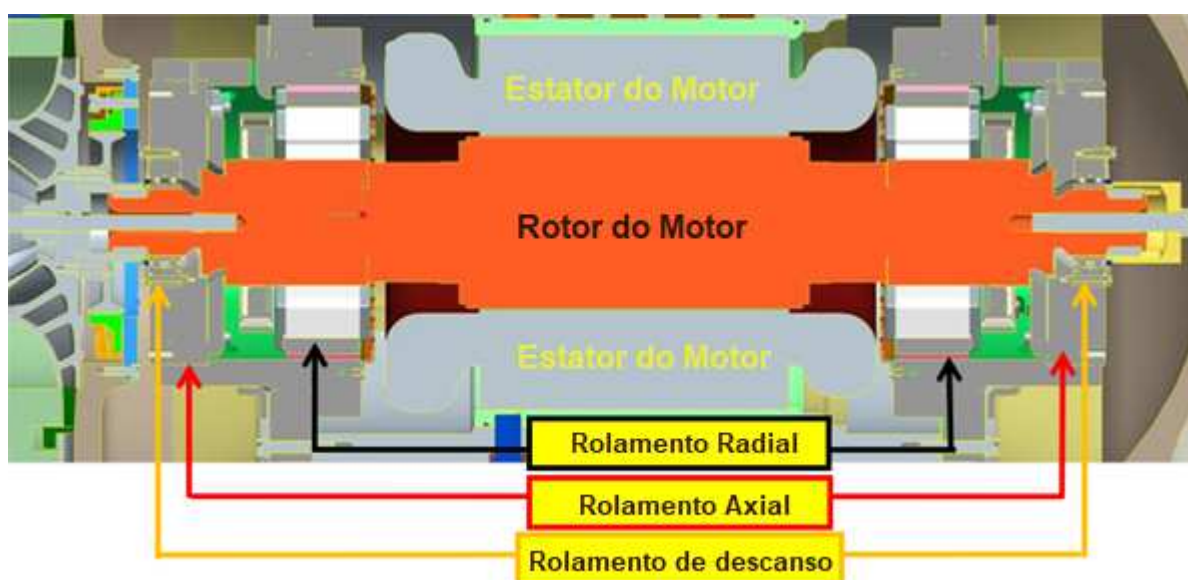 Estator do Motor
Rotor do Motor
Estator do Motor
Rolamento Radial
Rolamento Axial
Rolamento de descanso